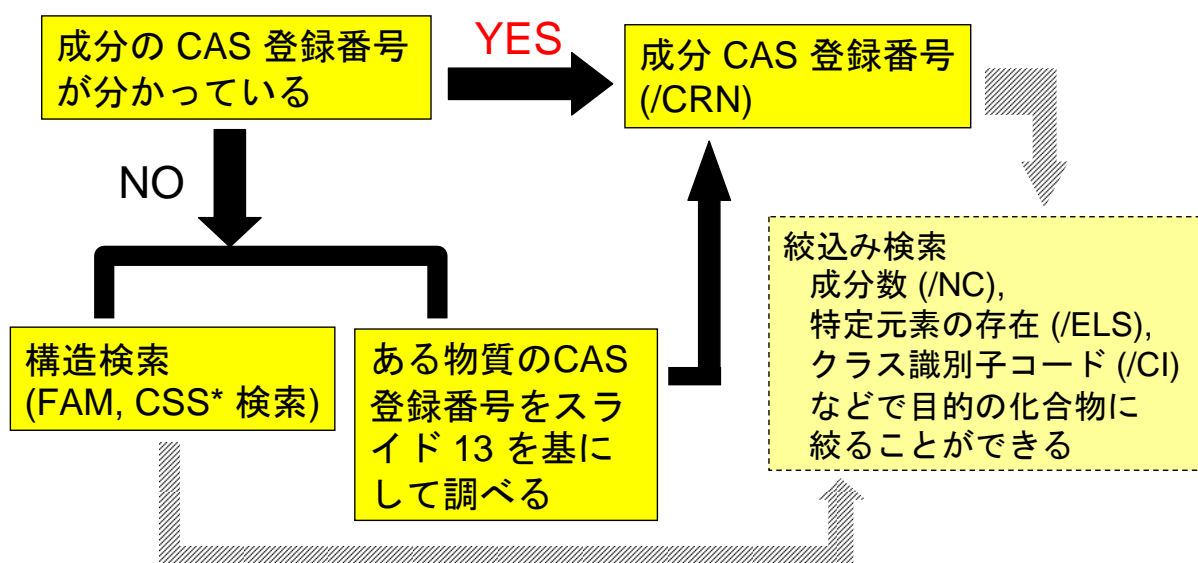 成分の CAS 登録番号
が分かっている
YES
成分 CAS 登録番号
(/CRN)
NO
構造検索
(FAM, CSS* 検索)
ある物質のCAS
登録番号をスラ
イド 13 を基に
して調べる
絞込み検索
成分数 (/NC),
特定元素の存在 (/ELS),
クラス識別子コード (/CI)
などで目的の化合物に
絞ることができる